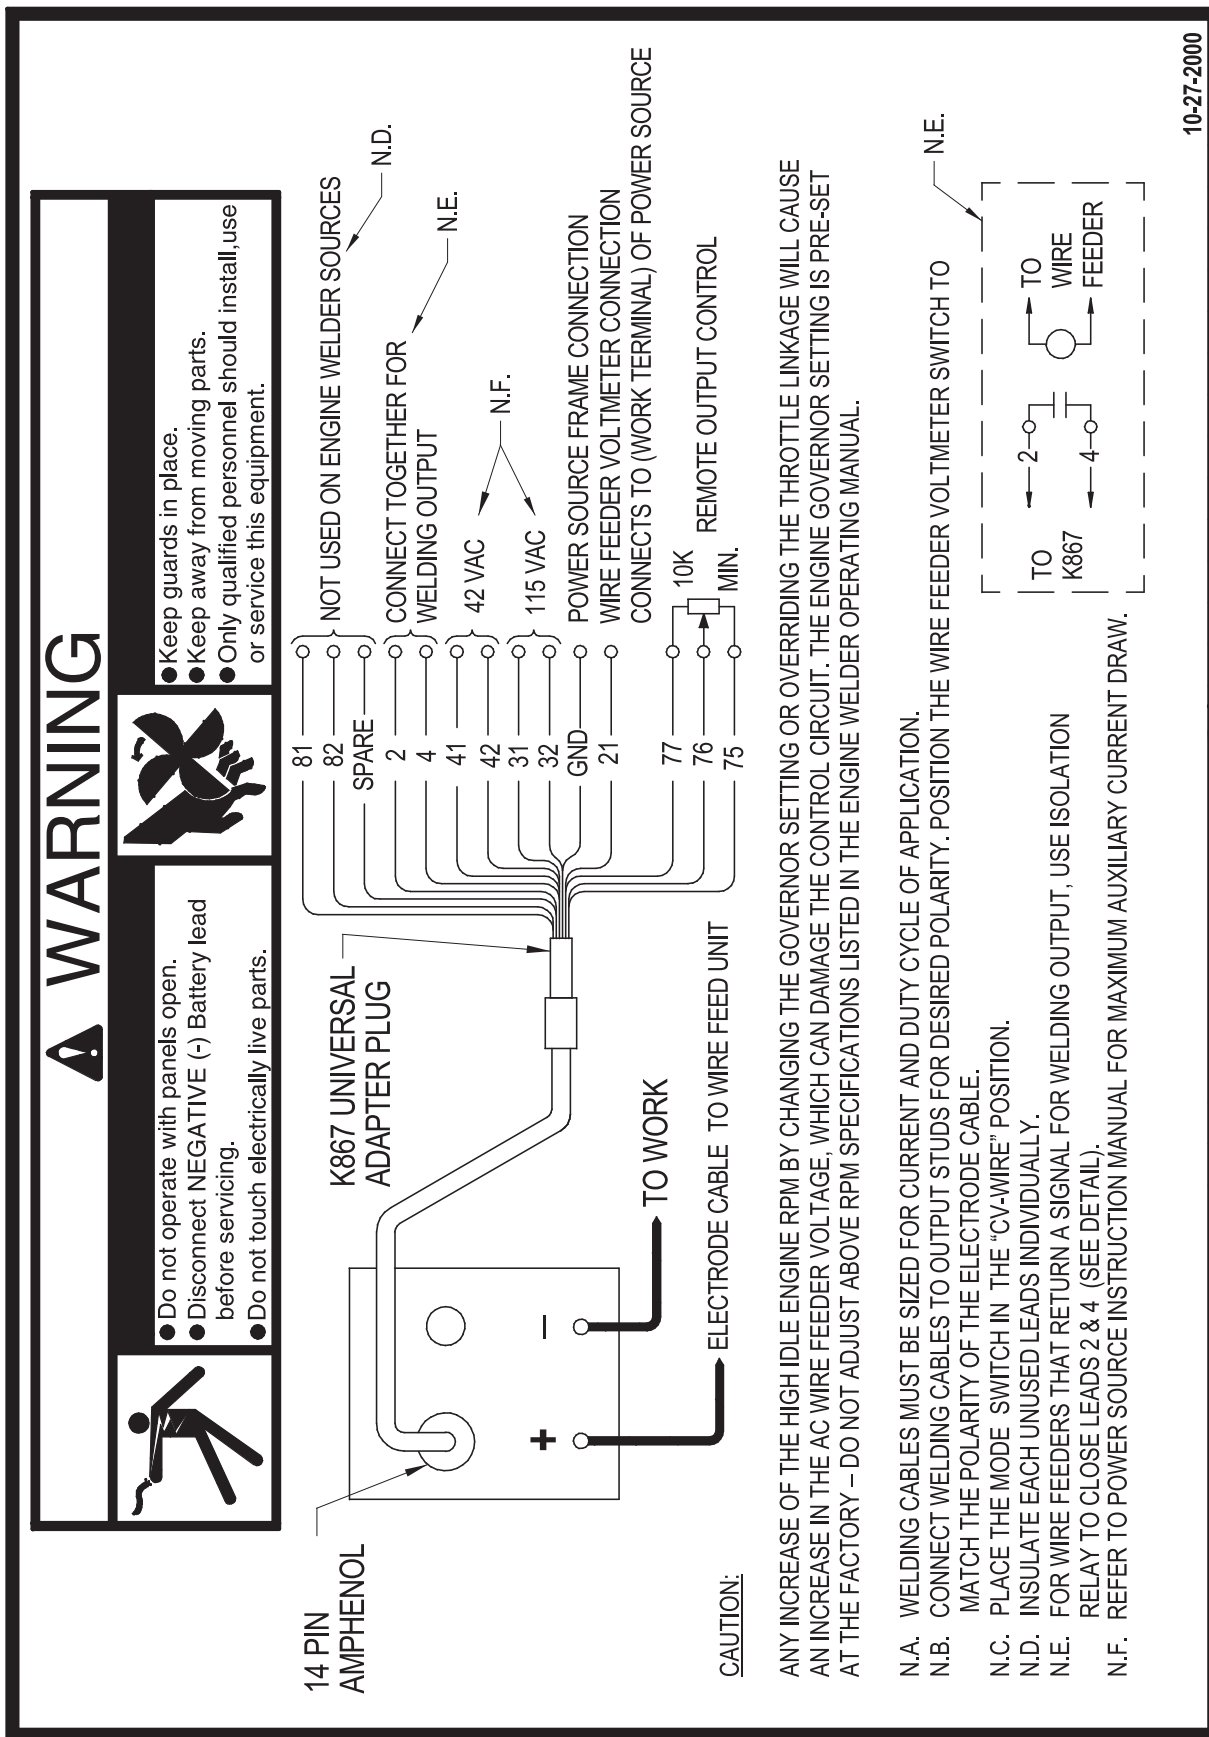 WARNING
● Do not operate with panels open.
● Disconnect NEGATIVE (-) Battery lead
before servicing.
● Do not touch electrically live parts.
● Keep guards in place.
● Keep away from moving parts.
● Only qualified personnel should install,use
or service this equipment.
14 PIN
AMPHENOL
K867 UNIVERSAL
ADAPTER PLUG
81
82
SPARE
2
4
41
42
31
32
GND
21
77
76
75
NOT USED ON ENGINE WELDER SOURCES
N.D.
CONNECT TOGETHER FOR
WELDING OUTPUT
N.E.
42 VAC
115 VAC
N.F.
POWER SOURCE FRAME CONNECTION
WIRE FEEDER VOLTMETER CONNECTION
CONNECTS TO (WORK TERMINAL) OF POWER SOURCE
10K
REMOTE OUTPUT CONTROL
MIN.
+
–
TO WORK
ELECTRODE CABLE TO WIRE FEED UNIT
CAUTION:
ANY INCREASE OF THE HIGH IDLE ENGINE RPM BY CHANGING THE GOVERNOR SETTING OR OVERRIDING THE THROTTLE LINKAGE WILL CAUSE
AN INCREASE IN THE AC WIRE FEEDER VOLTAGE, WHICH CAN DAMAGE THE CONTROL CIRCUIT. THE ENGINE GOVERNOR SETTING IS PRE-SET
AT THE FACTORY – DO NOT ADJUST ABOVE RPM SPECIFICATIONS LISTED IN THE ENGINE WELDER OPERATING MANUAL.
N.A. WELDING CABLES MUST BE SIZED FOR CURRENT AND DUTY CYCLE OF APPLICATION.
N.B. CONNECT WELDING CABLES TO OUTPUT STUDS FOR DESIRED POLARITY. POSITION THE WIRE FEEDER VOLTMETER SWITCH TO
MATCH THE POLARITY OF THE ELECTRODE CABLE.
N.C. PLACE THE MODE SWITCH IN THE "CV-WIRE" POSITION.
N.D. INSULATE EACH UNUSED LEADS INDIVIDUALLY.
N.E. FOR WIRE FEEDERS THAT RETURN A SIGNAL FOR WELDING OUTPUT, USE ISOLATION
RELAY TO CLOSE LEADS 2 & 4 (SEE DETAIL).
N.F. REFER TO POWER SOURCE INSTRUCTION MANUAL FOR MAXIMUM AUXILIARY CURRENT DRAW.
N.E.
TO
K867
2
4
TO
WIRE
FEEDER
10-27-2000